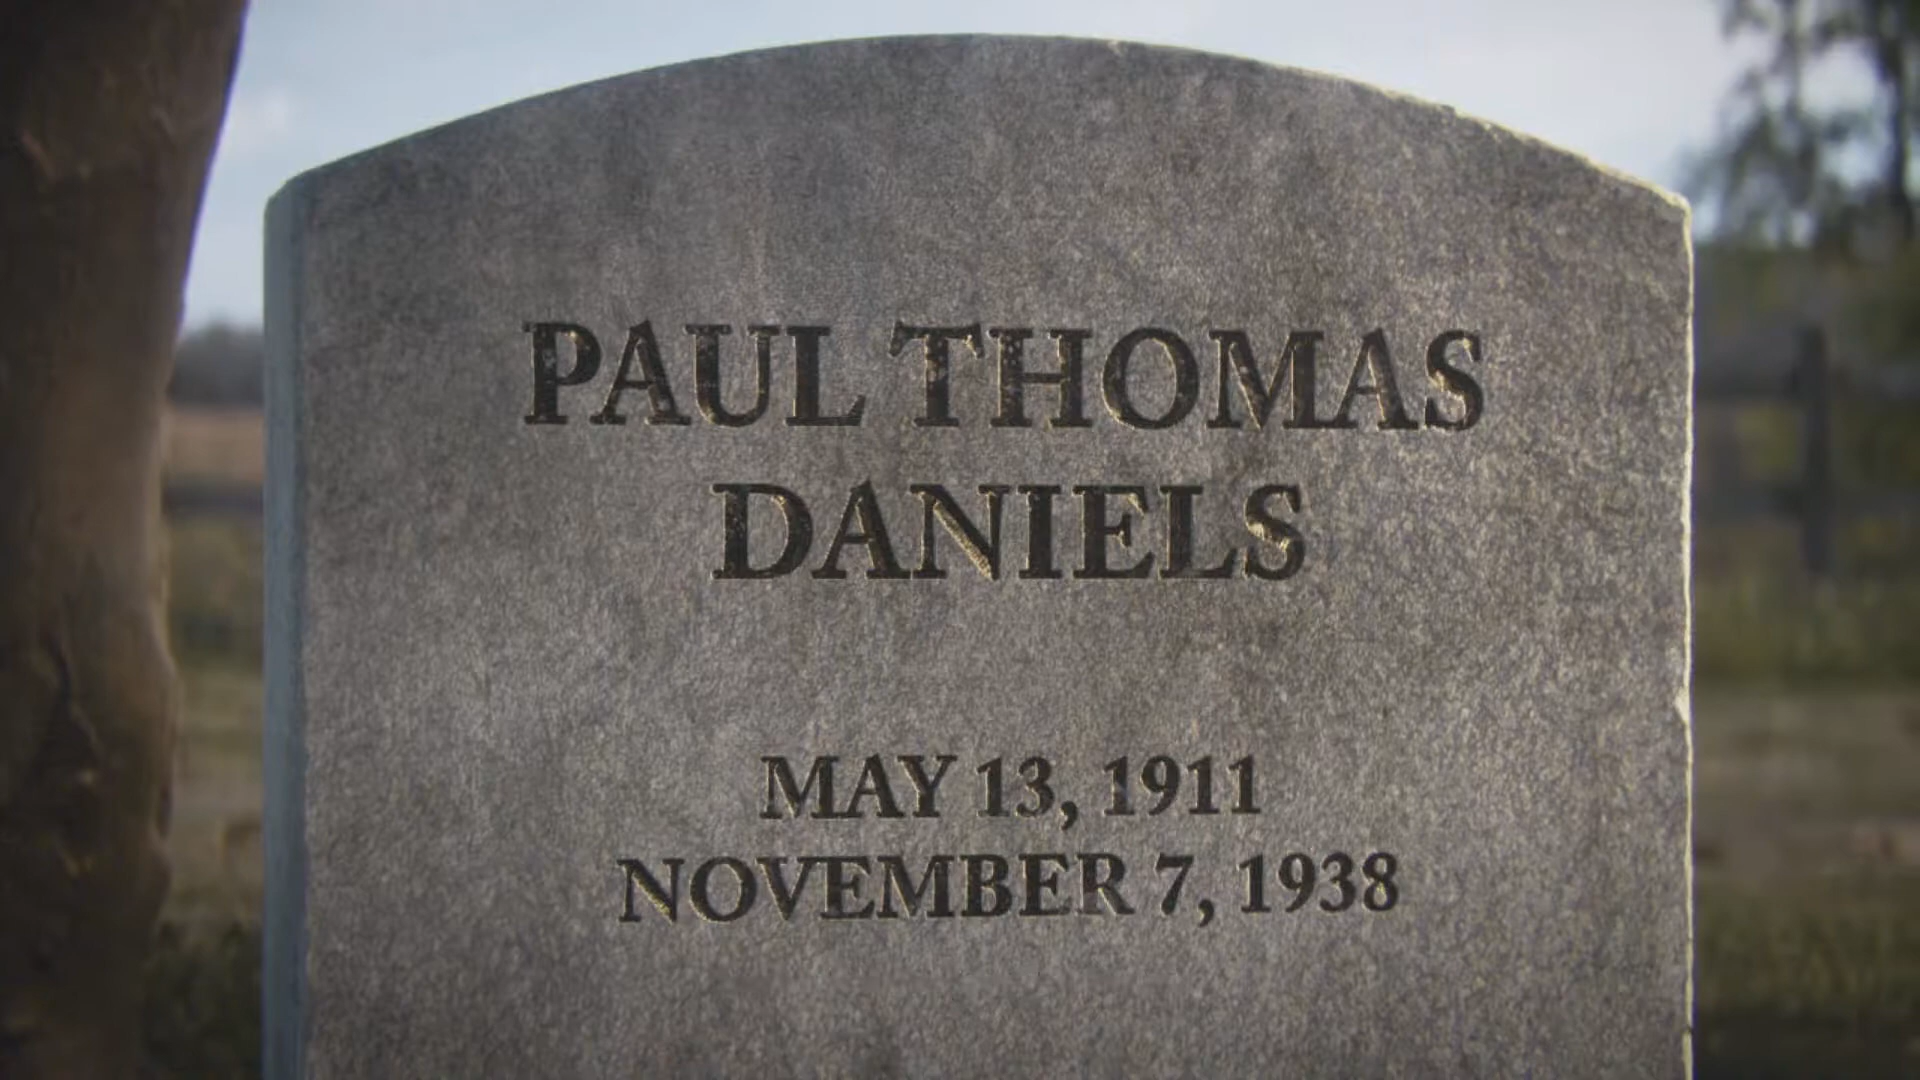 PAUL THOMAS
DANIELS
MAY 13, 1911
NOVEMBER 7, 1938